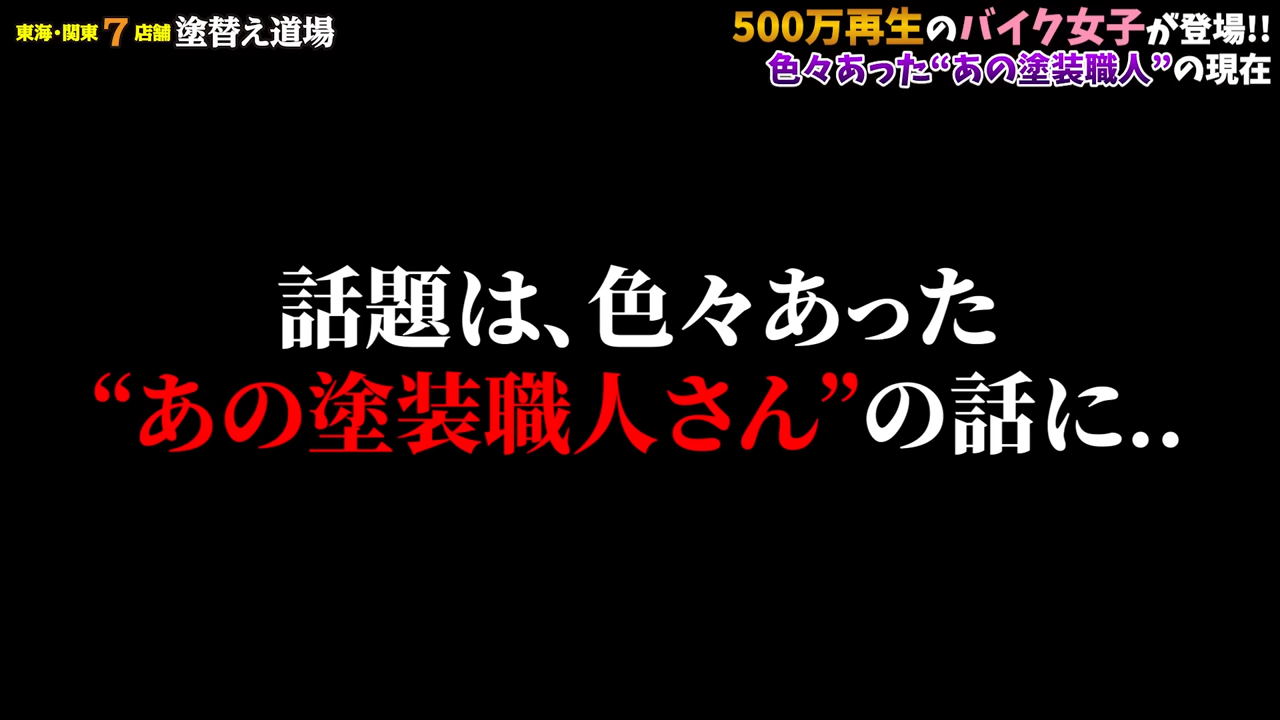 東海・関東7店舗 塗替え道場
500万再生のバイク女子が登場!!
色々あった“あの塗装職人”の現在
話題は、色々あった
“あの塗装職人さん”の話に..